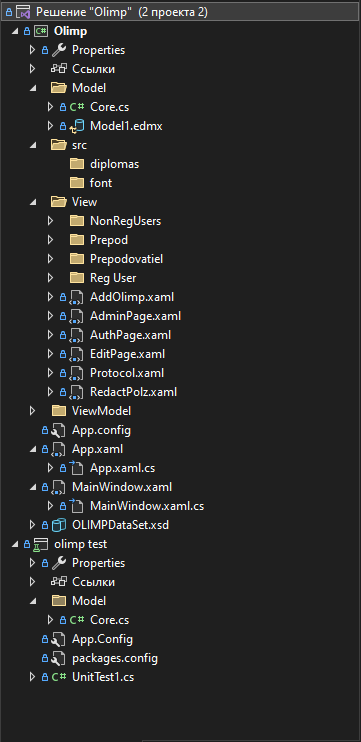 Решение "Olimp" (2 проекта 2)
C# Olimp
Properties
Ссылки
Model
C# Core.cs
Model1.edmx
src
diplomas
font
View
NonRegUsers
Prepod
Prepodovatiel
Reg User
AddOlimp.xaml
AdminPage.xaml
AuthPage.xaml
EditPage.xaml
Protocol.xaml
RedactPolz.xaml
ViewModel
App.config
App.xaml
App.xaml.cs
MainWindow.xaml
MainWindow.xaml.cs
OLIMPDataSet.xsd
olimp test
Properties
Ссылки
Model
C# Core.cs
App.Config
packages.config
C# UnitTest1.cs